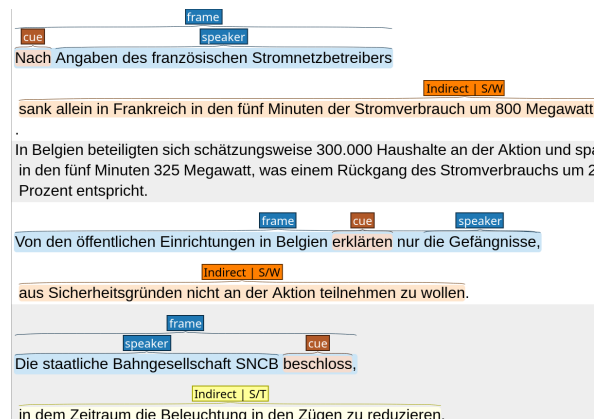 frame
cue speaker
Nach Angaben des französischen Stromnetzbetreibers
Indirect | S/W
sank allein in Frankreich in den fünf Minuten der Stromverbrauch um 800 Megawatt
.
In Belgien beteiligten sich schätzungsweise 300.000 Haushalte an der Aktion und
in den fünf Minuten 325 Megawatt, was einem Rückgang des Stromverbrauchs um
Prozent entspricht.
frame cue speaker
Von den öffentlichen Einrichtungen in Belgien erklärten nur die Gefängnisse,
Indirect | S/W
aus Sicherheitsgründen nicht an der Aktion teilnehmen zu wollen.
frame
speaker cue
Die staatliche Bahngesellschaft SNCB beschloss,
Indirect | S/T
in dem Zeitraum die Beleuchtung in den Zügen zu reduzieren.